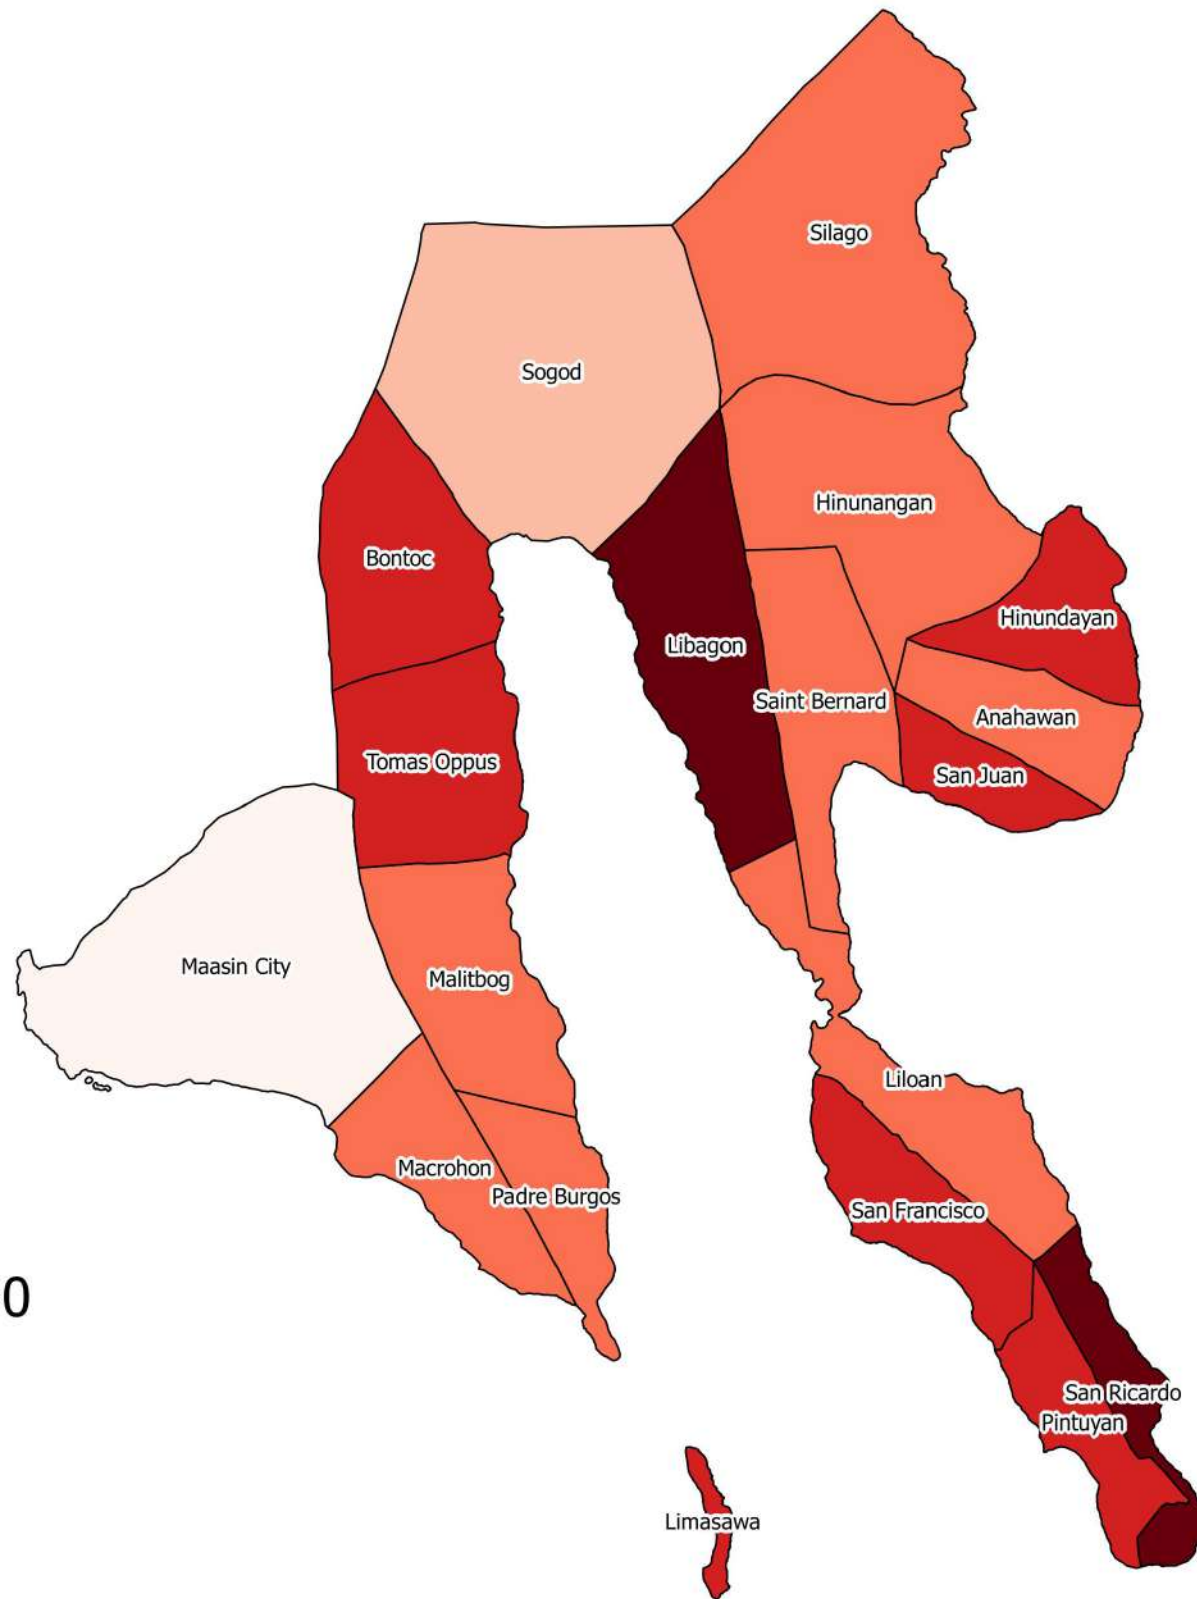 Silago
Sogod
Hinunangan
Bontoc
Hinundayan
Libagon
Saint Bernard
Anahawan
Tomas Oppus
San Juan
Maasin City
Malitbog
Liloan
Macrohon
Padre Burgos
San Francisco
0
San Ricardo
Pintuyan
Limasawa